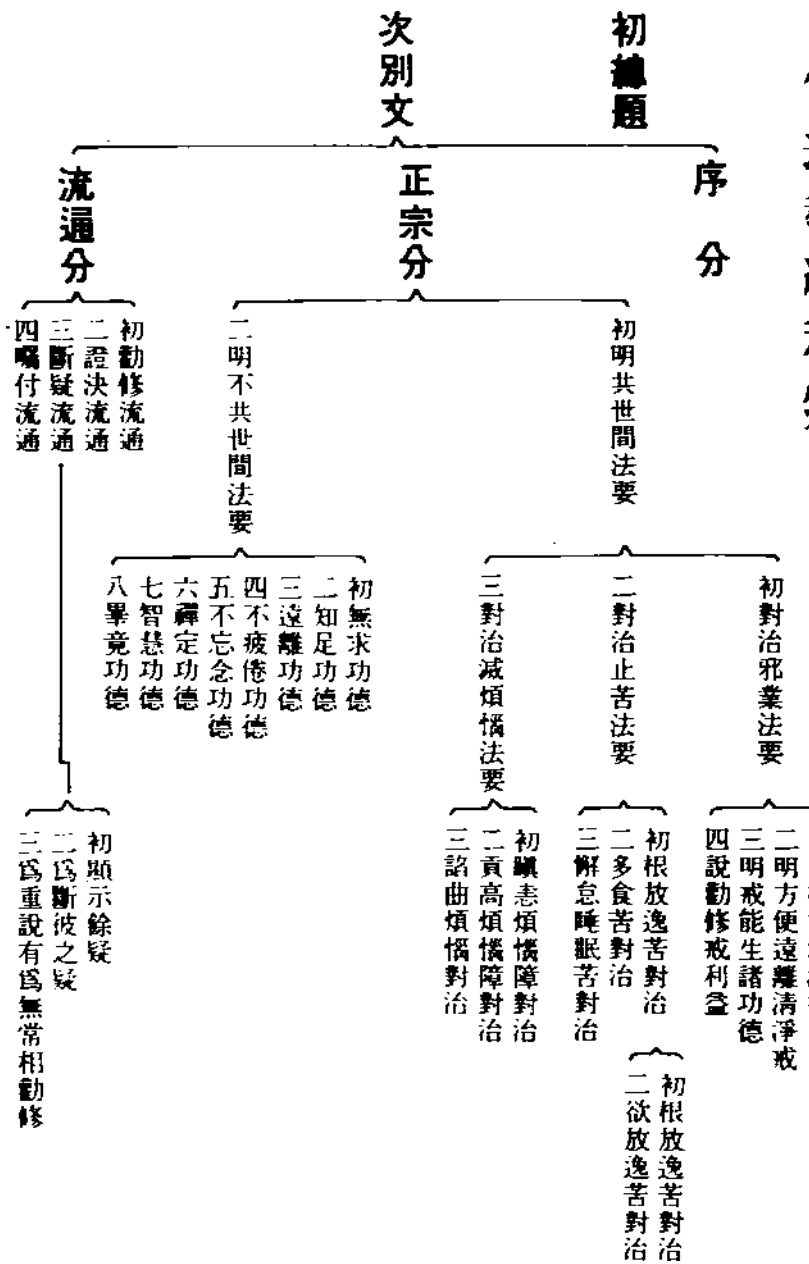 初總題
次別文
序分
正宗分
流通分
初明共世間法要
二明不共世間法要
初勸修流通
二證決流通
三斷疑流通
四囑付流通
初對治邪業法要
二對治止苦法要
三對治滅煩惱法要
初無求功德
二知足功德
三遠離功德
四不疲倦功德
五不忘念功德
六禪定功德
七智慧功德
八畢竟功德
二明方便遠離清淨戒
三明戒能生諸功德
四說勸修戒利益
初根放逸苦對治
二多食苦對治
三懈怠睡眠苦對治
初瞋恚煩惱障對治
二貢高煩惱障對治
三諂曲煩惱對治
初顯示餘疑
二爲斷彼之疑
三爲重說有爲無常相勸修
初根放逸苦對治
二欲放逸苦對治